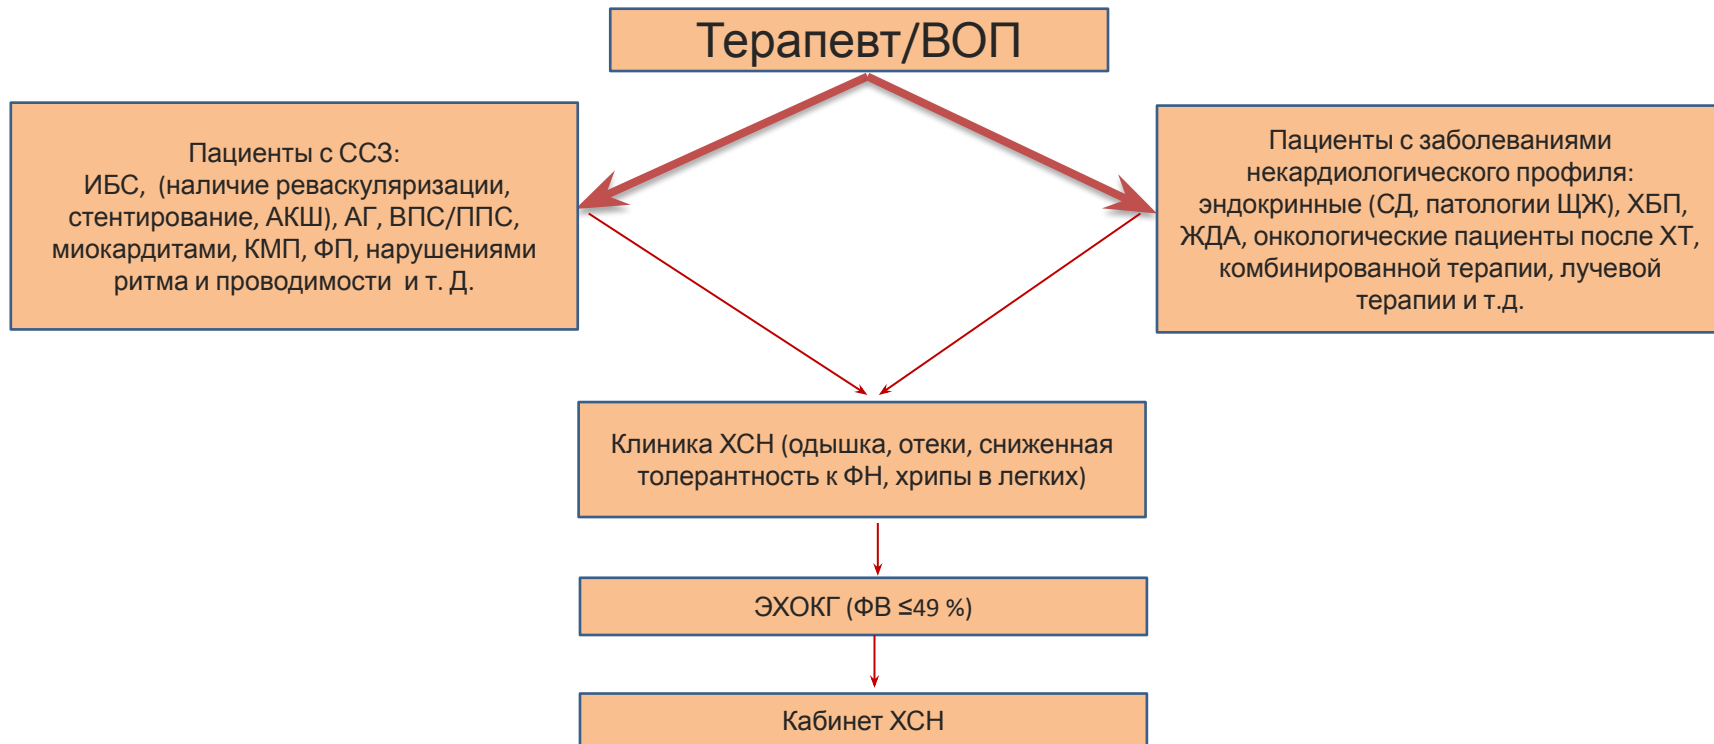 Терапевт/ВОП
Пациенты с ССЗ:
ИБС, (наличие реваскуляризации,
стентирование, АКШ), АГ, ВПС/ППС,
миокардитами, КМП, ФП, нарушениями
ритма и проводимости и т. Д.
Пациенты с заболеваниями
некардиологического профиля:
эндокринные (СД, патологии ЩЖ), ХБП,
ЖДА, онкологические пациенты после ХТ,
комбинированной терапии, лучевой
терапии и т.д.
Клиника ХСН (одышка, отеки, сниженная
толерантность к ФН, хрипы в легких)
ЭХОКГ (ФВ ≤49 %)
Кабинет ХСН